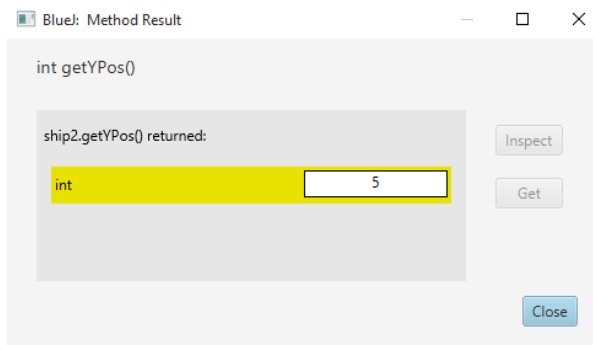 BlueJ: Method Result
int getYPos()
ship2.getYPos() returned:
Inspect
int 5
Get
Close